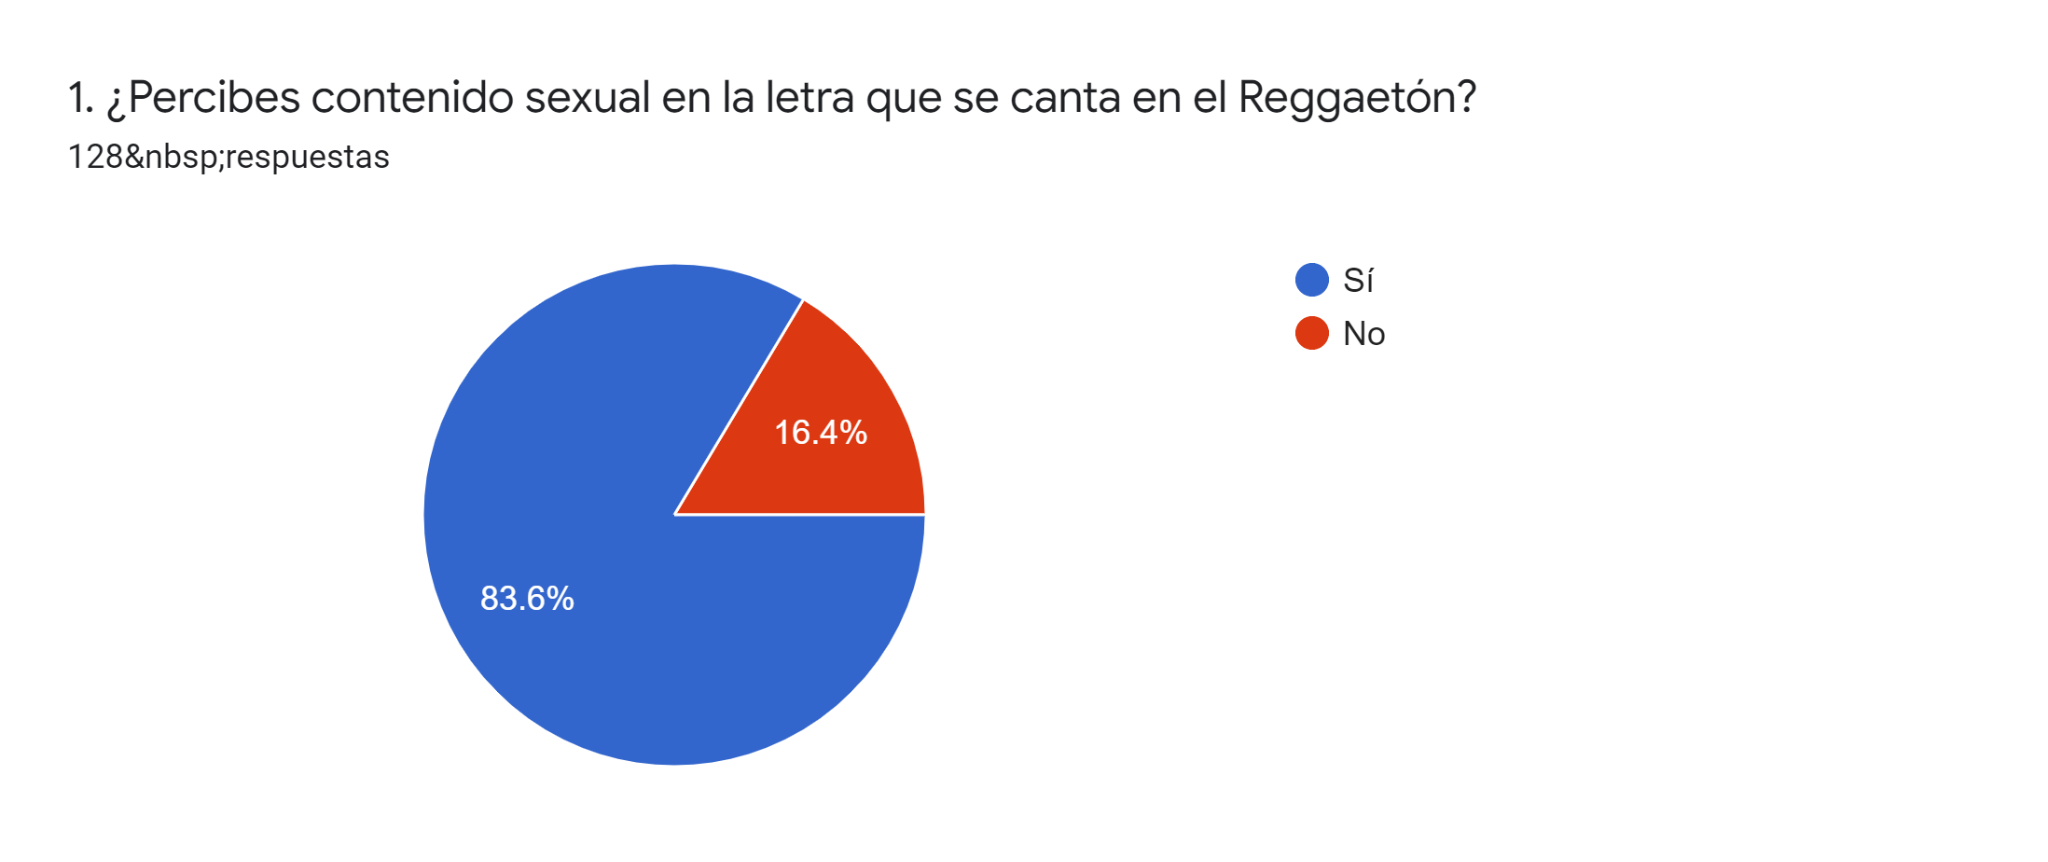 1. ¿Percibes contenido sexual en la letra que se canta en el Reggaetón?
128&nbsp;respuestas
Sí
No
16.4%
83.6%